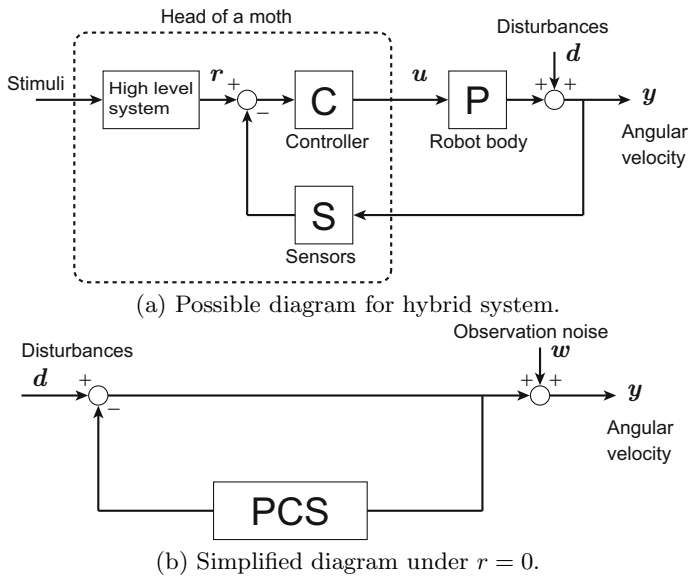 Head of a moth
Disturbances
d
Stimuli
High level
system
r
+
−
C
Controller
u
P
Robot body
+ +
y
Angular
velocity
S
Sensors
(a) Possible diagram for hybrid system.
Observation noise
w
Disturbances
d
+
−
+ +
y
Angular
velocity
PCS
(b) Simplified diagram under r = 0.